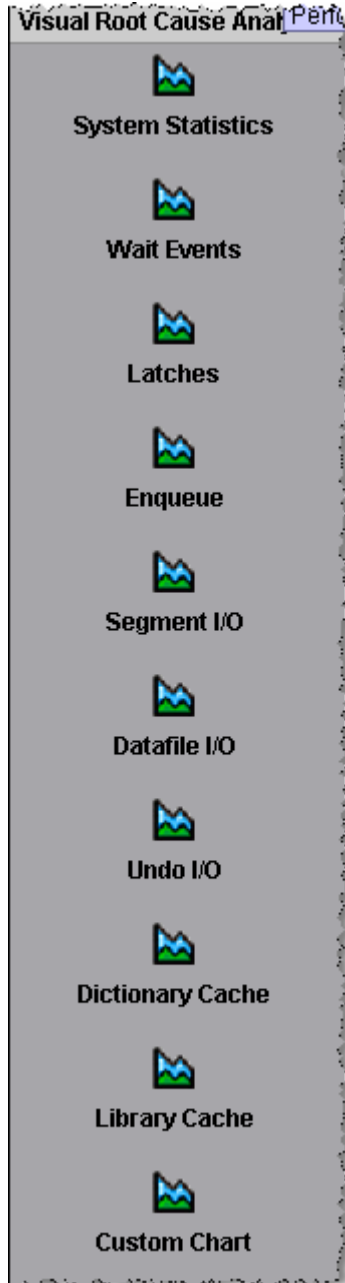 Visual Root Cause Anal
System Statistics
Wait Events
Latches
Enqueue
Segment I/O
Datafile I/O
Undo I/O
Dictionary Cache
Library Cache
Custom Chart